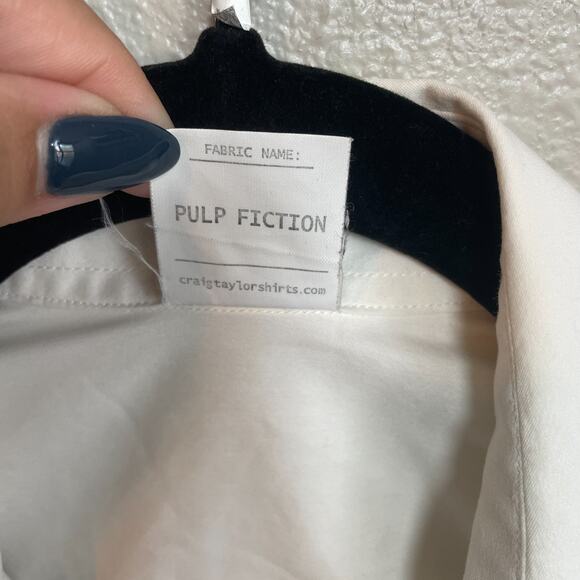 FABRIC NAME:
PULP FICTION
craigtaylorshirts.com